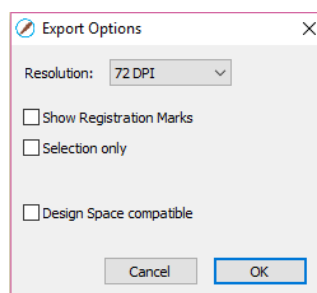 Export Options
Resolution: 72 DPI
Show Registration Marks
Selection only
Design Space compatible
Cancel OK